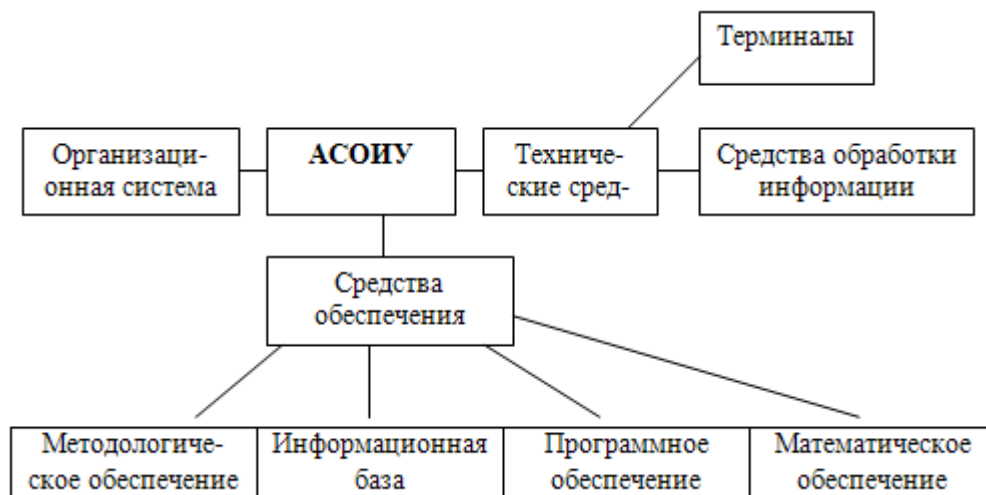 Терминалы
Организаци-
онная система
АСОИУ
Техниче-
ские сред-
Средства обработки
информации
Средства
обеспечения
Методологиче-
ское обеспечение
Информационная
база
Программное
обеспечение
Математическое
обеспечение